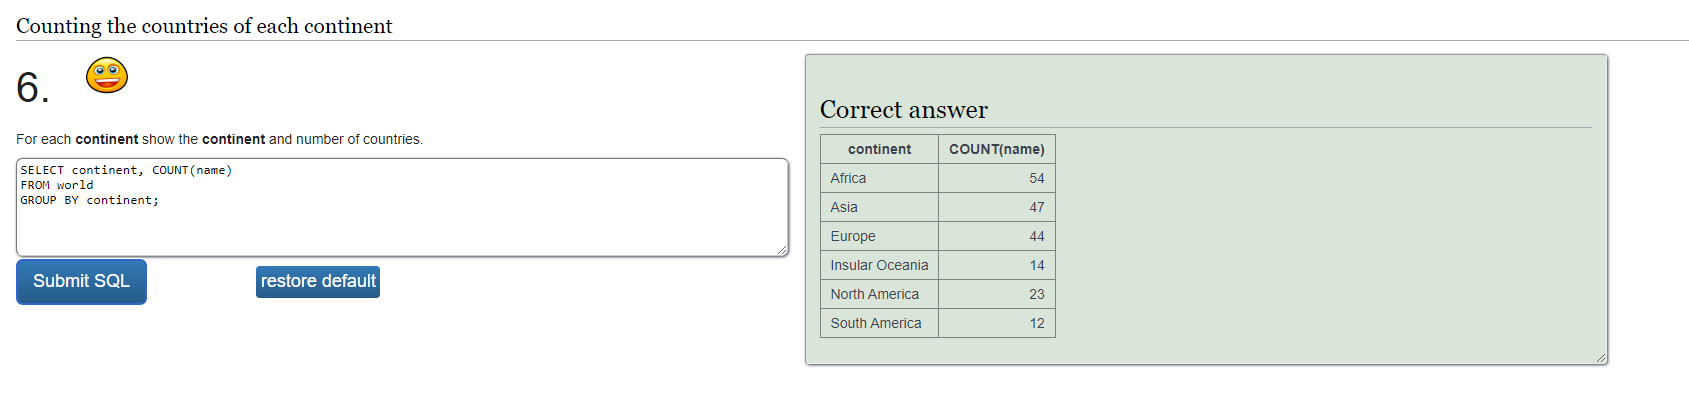 Counting the countries of each continent
6.
For each continent show the continent and number of countries.
SELECT continent, COUNT(name)
FROM world
GROUP BY continent;
Submit SQL
restore default
Correct answer
continent COUNT(name)
Africa 54
Asia 47
Europe 44
Insular Oceania 14
North America 23
South America 12